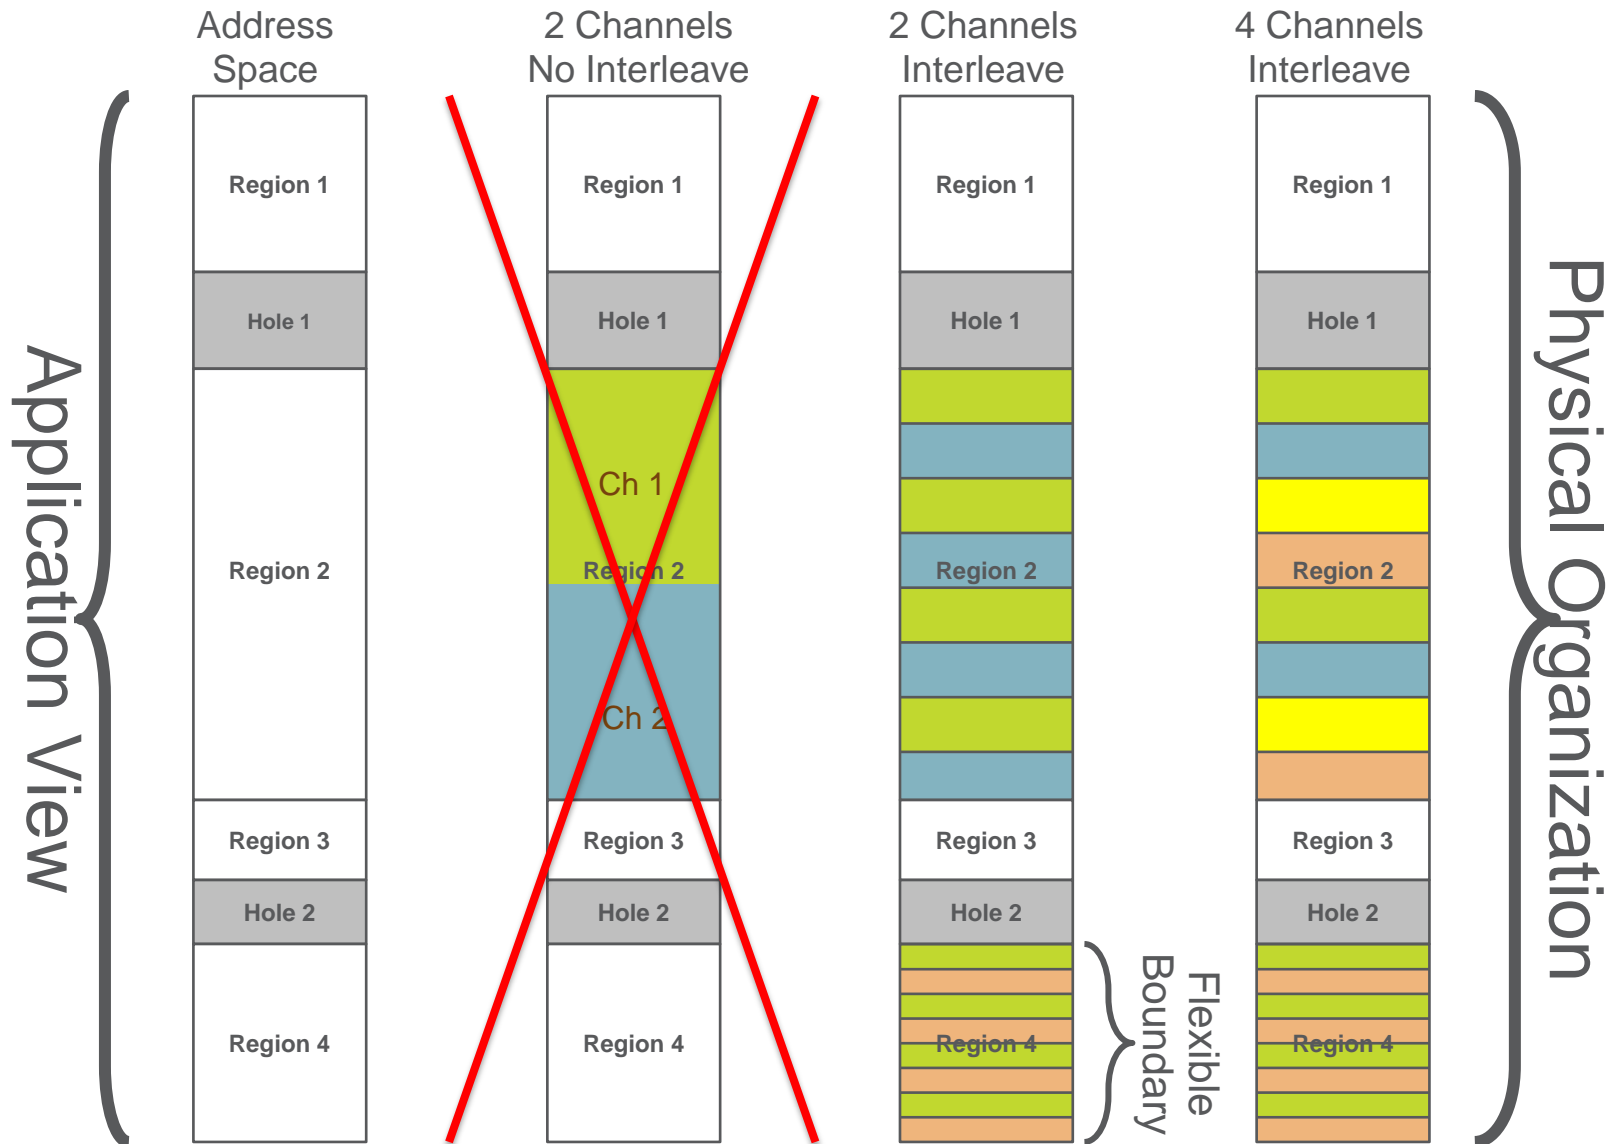 Address
Space
2 Channels
No Interleave
2 Channels
Interleave
4 Channels
Interleave
Application View
Region 1
Hole 1
Region 2
Region 3
Hole 2
Region 4
Region 1
Hole 1
Ch 1
Region 2
Ch 2
Region 3
Hole 2
Region 4
Region 1
Hole 1
Region 2
Region 3
Hole 2
Region 4
Flexible
Boundary
Region 1
Hole 1
Region 2
Region 3
Hole 2
Region 4
Physical Organization